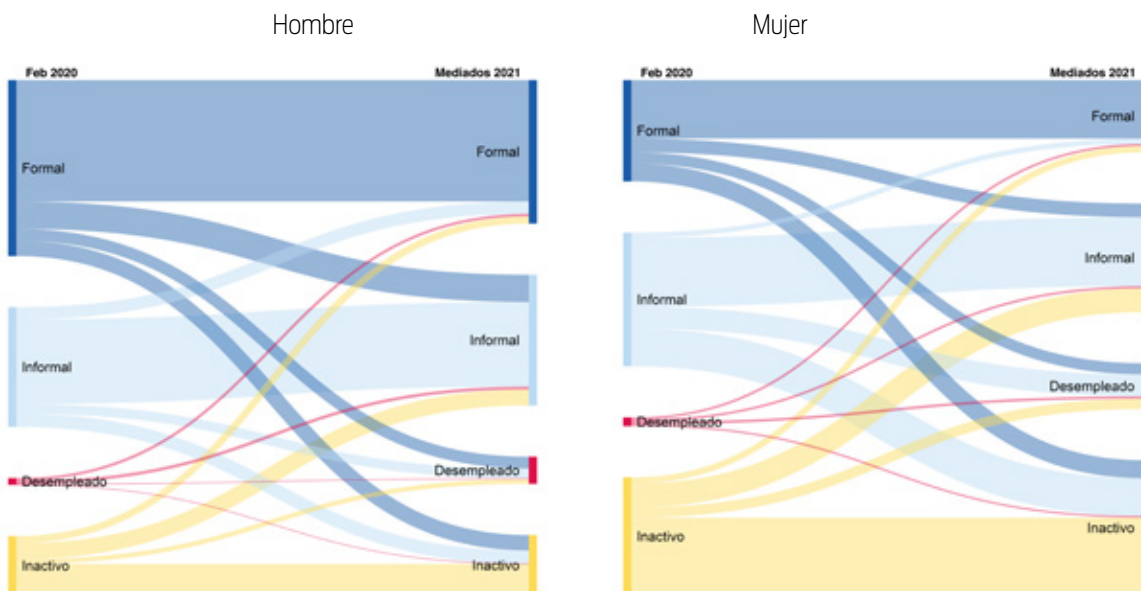 Hombre
Mujer
Feb 2020
Mediados 2021
Formal
Formal
Informal
Informal
Desempleado
Desempleado
Inactivo
Inactivo
Feb 2020
Mediados 2021
Formal
Formal
Informal
Informal
Desempleado
Desempleado
Inactivo
Inactivo